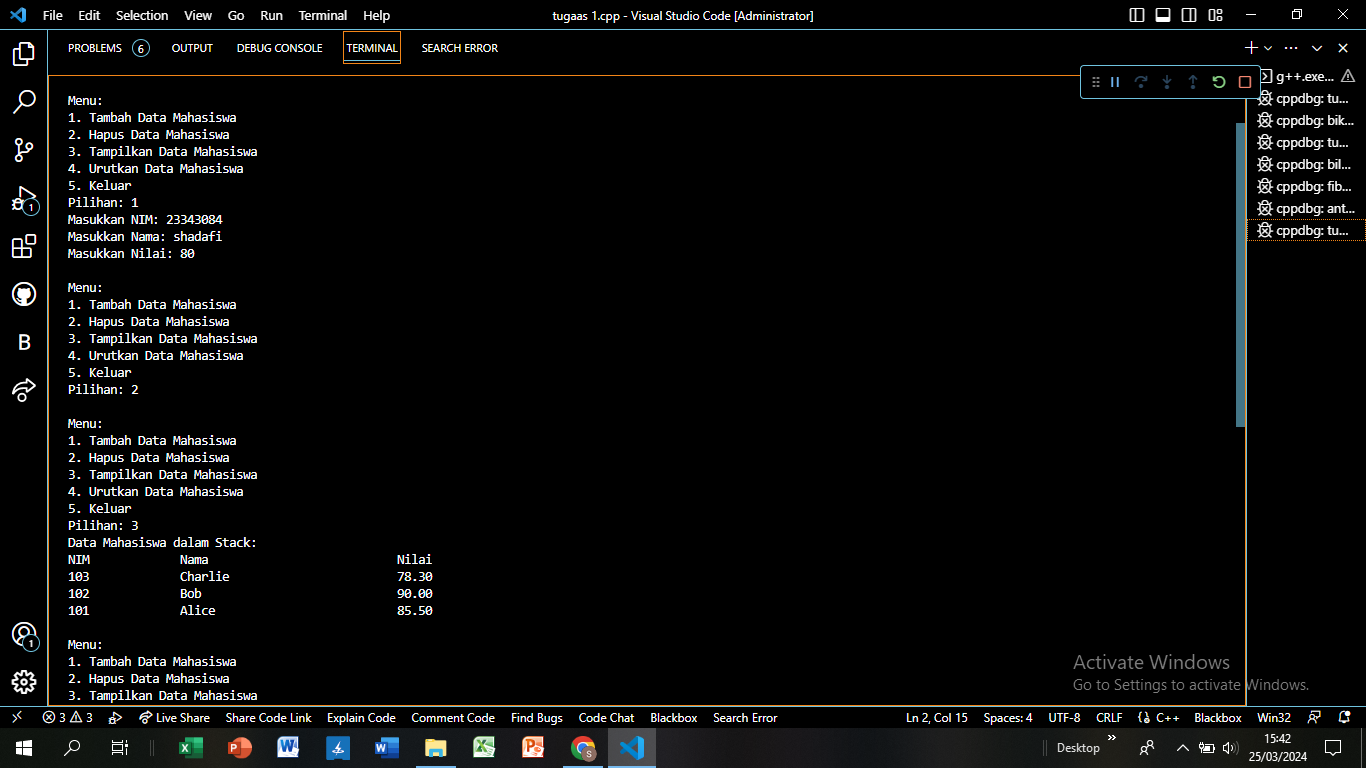 File Edit Selection View Go Run Terminal Help tugaas 1.cpp - Visual Studio Code [Administrator]
PROBLEMS 6 OUTPUT DEBUG CONSOLE TERMINAL SEARCH ERROR
g++.exe...
cppdbg: tu...
cppdbg: bik...
cppdbg: tu...
cppdbg: bil...
cppdbg: fib...
cppdbg: ant...
cppdbg: tu...
Menu:
1. Tambah Data Mahasiswa
2. Hapus Data Mahasiswa
3. Tampilkan Data Mahasiswa
4. Urutkan Data Mahasiswa
5. Keluar
Pilihan: 1
Masukkan NIM: 23343084
Masukkan Nama: shadafi
Masukkan Nilai: 80
Menu:
1. Tambah Data Mahasiswa
2. Hapus Data Mahasiswa
3. Tampilkan Data Mahasiswa
4. Urutkan Data Mahasiswa
5. Keluar
Pilihan: 2
Menu:
1. Tambah Data Mahasiswa
2. Hapus Data Mahasiswa
3. Tampilkan Data Mahasiswa
4. Urutkan Data Mahasiswa
5. Keluar
Pilihan: 3
Data Mahasiswa dalam Stack:
NIM Nama Nilai
103 Charlie 78.30
102 Bob 90.00
101 Alice 85.50
Menu:
1. Tambah Data Mahasiswa
2. Hapus Data Mahasiswa
3. Tampilkan Data Mahasiswa
1
B
1
Activate Windows
Go to Settings to activate Windows.
3 3 Live Share Share Code Link Explain Code Comment Code Find Bugs Code Chat Blackbox Search Error Ln 2, Col 15 Spaces: 4 UTF-8 CRLF C++ Blackbox Win32
Desktop
15:42
25/03/2024